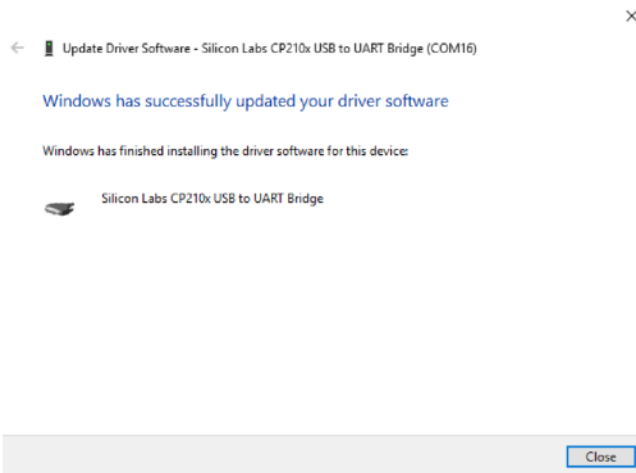 Update Driver Software - Silicon Labs CP210x USB to UART Bridge (COM16)
Windows has successfully updated your driver software
Windows has finished installing the driver software for this device:
Silicon Labs CP210x USB to UART Bridge
Close